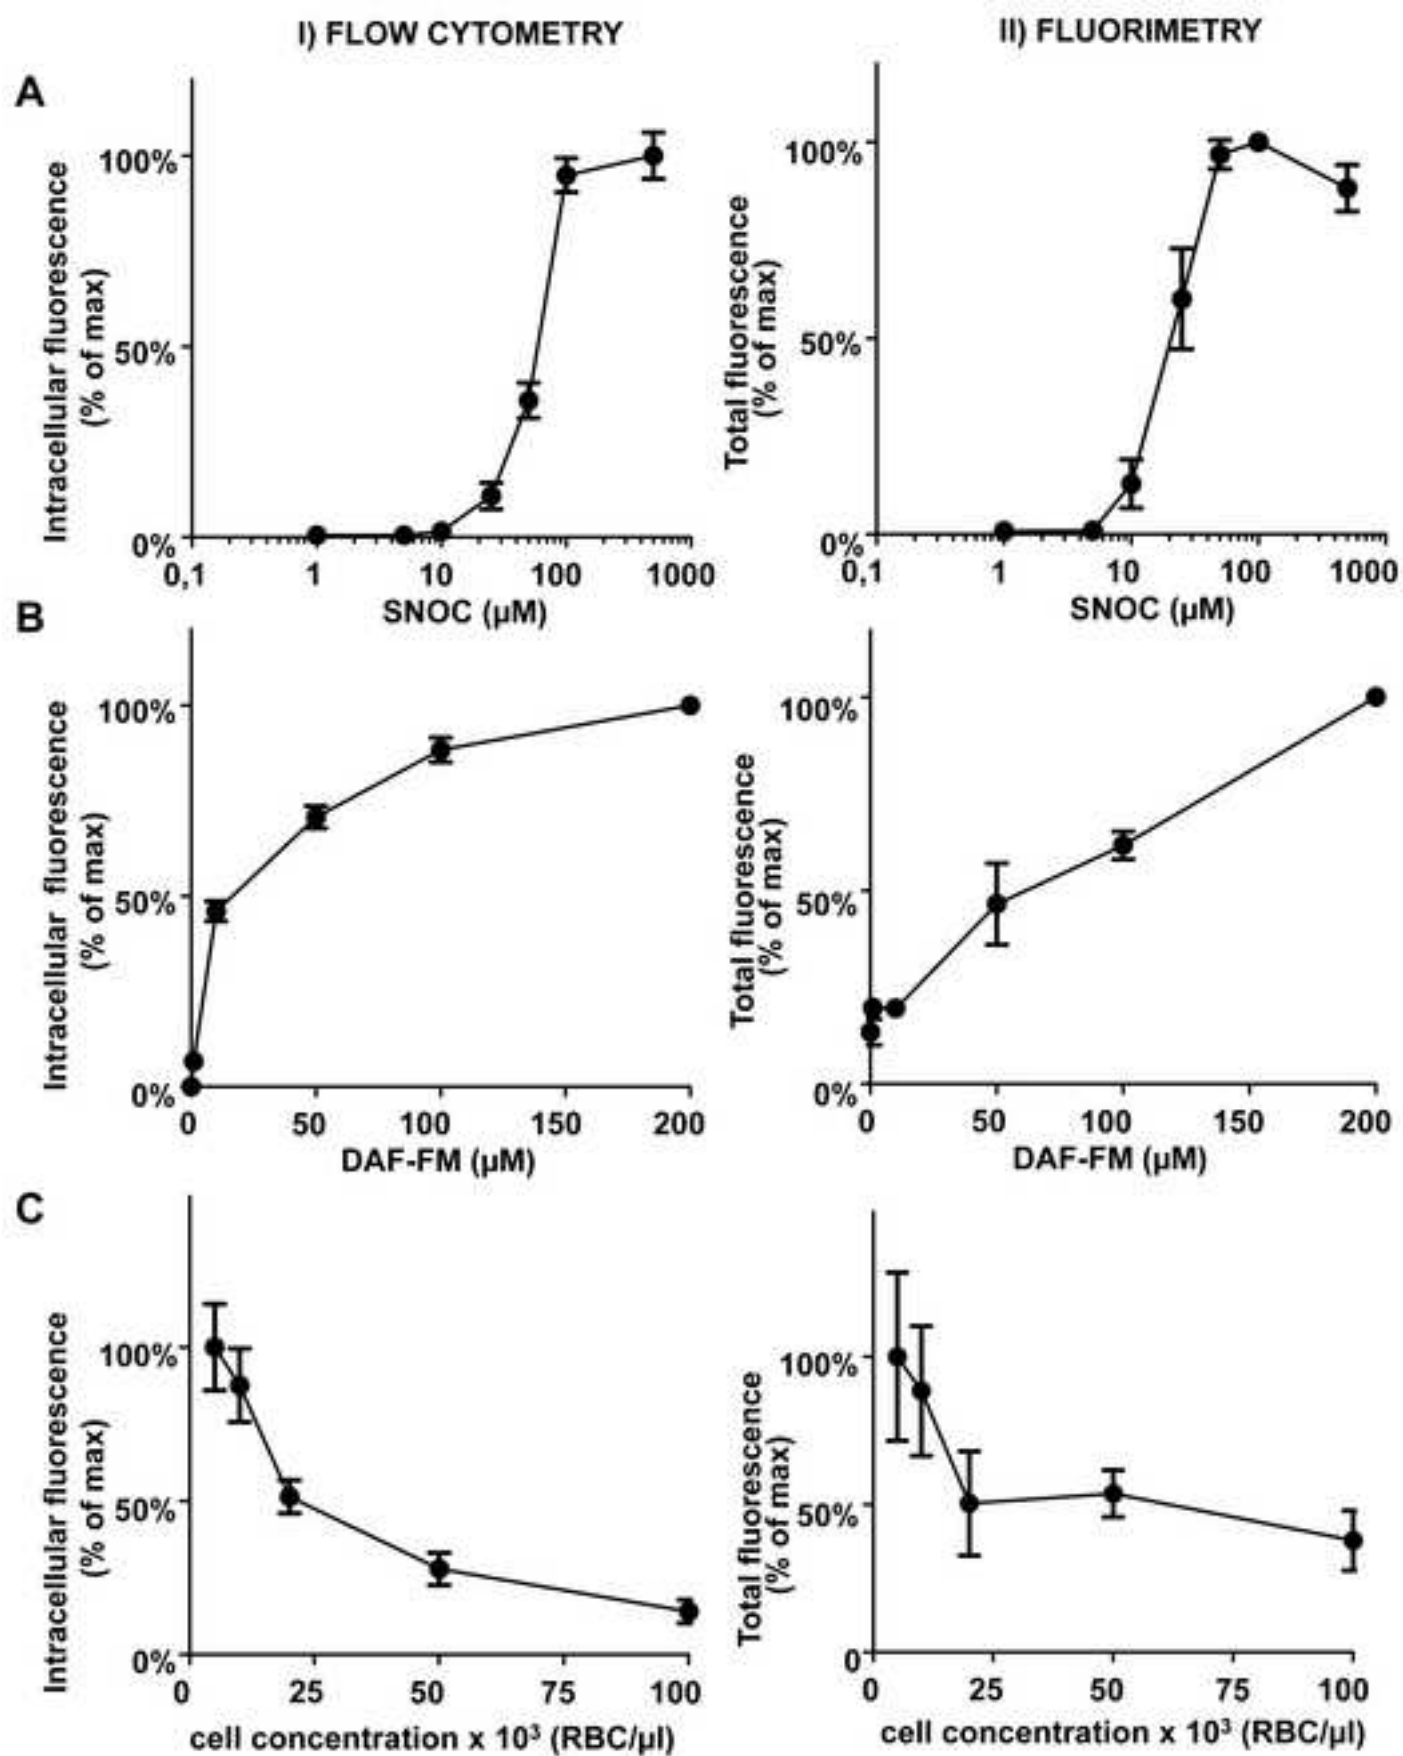 I) FLOW CYTOMETRY
II) FLUORIMETRY
A
Intracellular fluorescence
(% of max)
100%
50%
0%
0,1
1
10
100
1000
SNOC (µM)
Total fluorescence
(% of max)
100%
50%
0%
0,1
1
10
100
1000
SNOC (µM)
B
Intracellular fluorescence
(% of max)
100%
50%
0%
0
50
100
150
200
DAF-FM (µM)
Total fluorescence
(% of max)
100%
50%
0%
0
50
100
150
200
DAF-FM (µM)
C
Intracellular fluorescence
(% of max)
100%
50%
0%
0
25
50
75
100
cell concentration x 10³ (RBC/µl)
Total fluorescence
(% of max)
100%
50%
0
0
25
50
75
100
cell concentration x 10³ (RBC/µl)